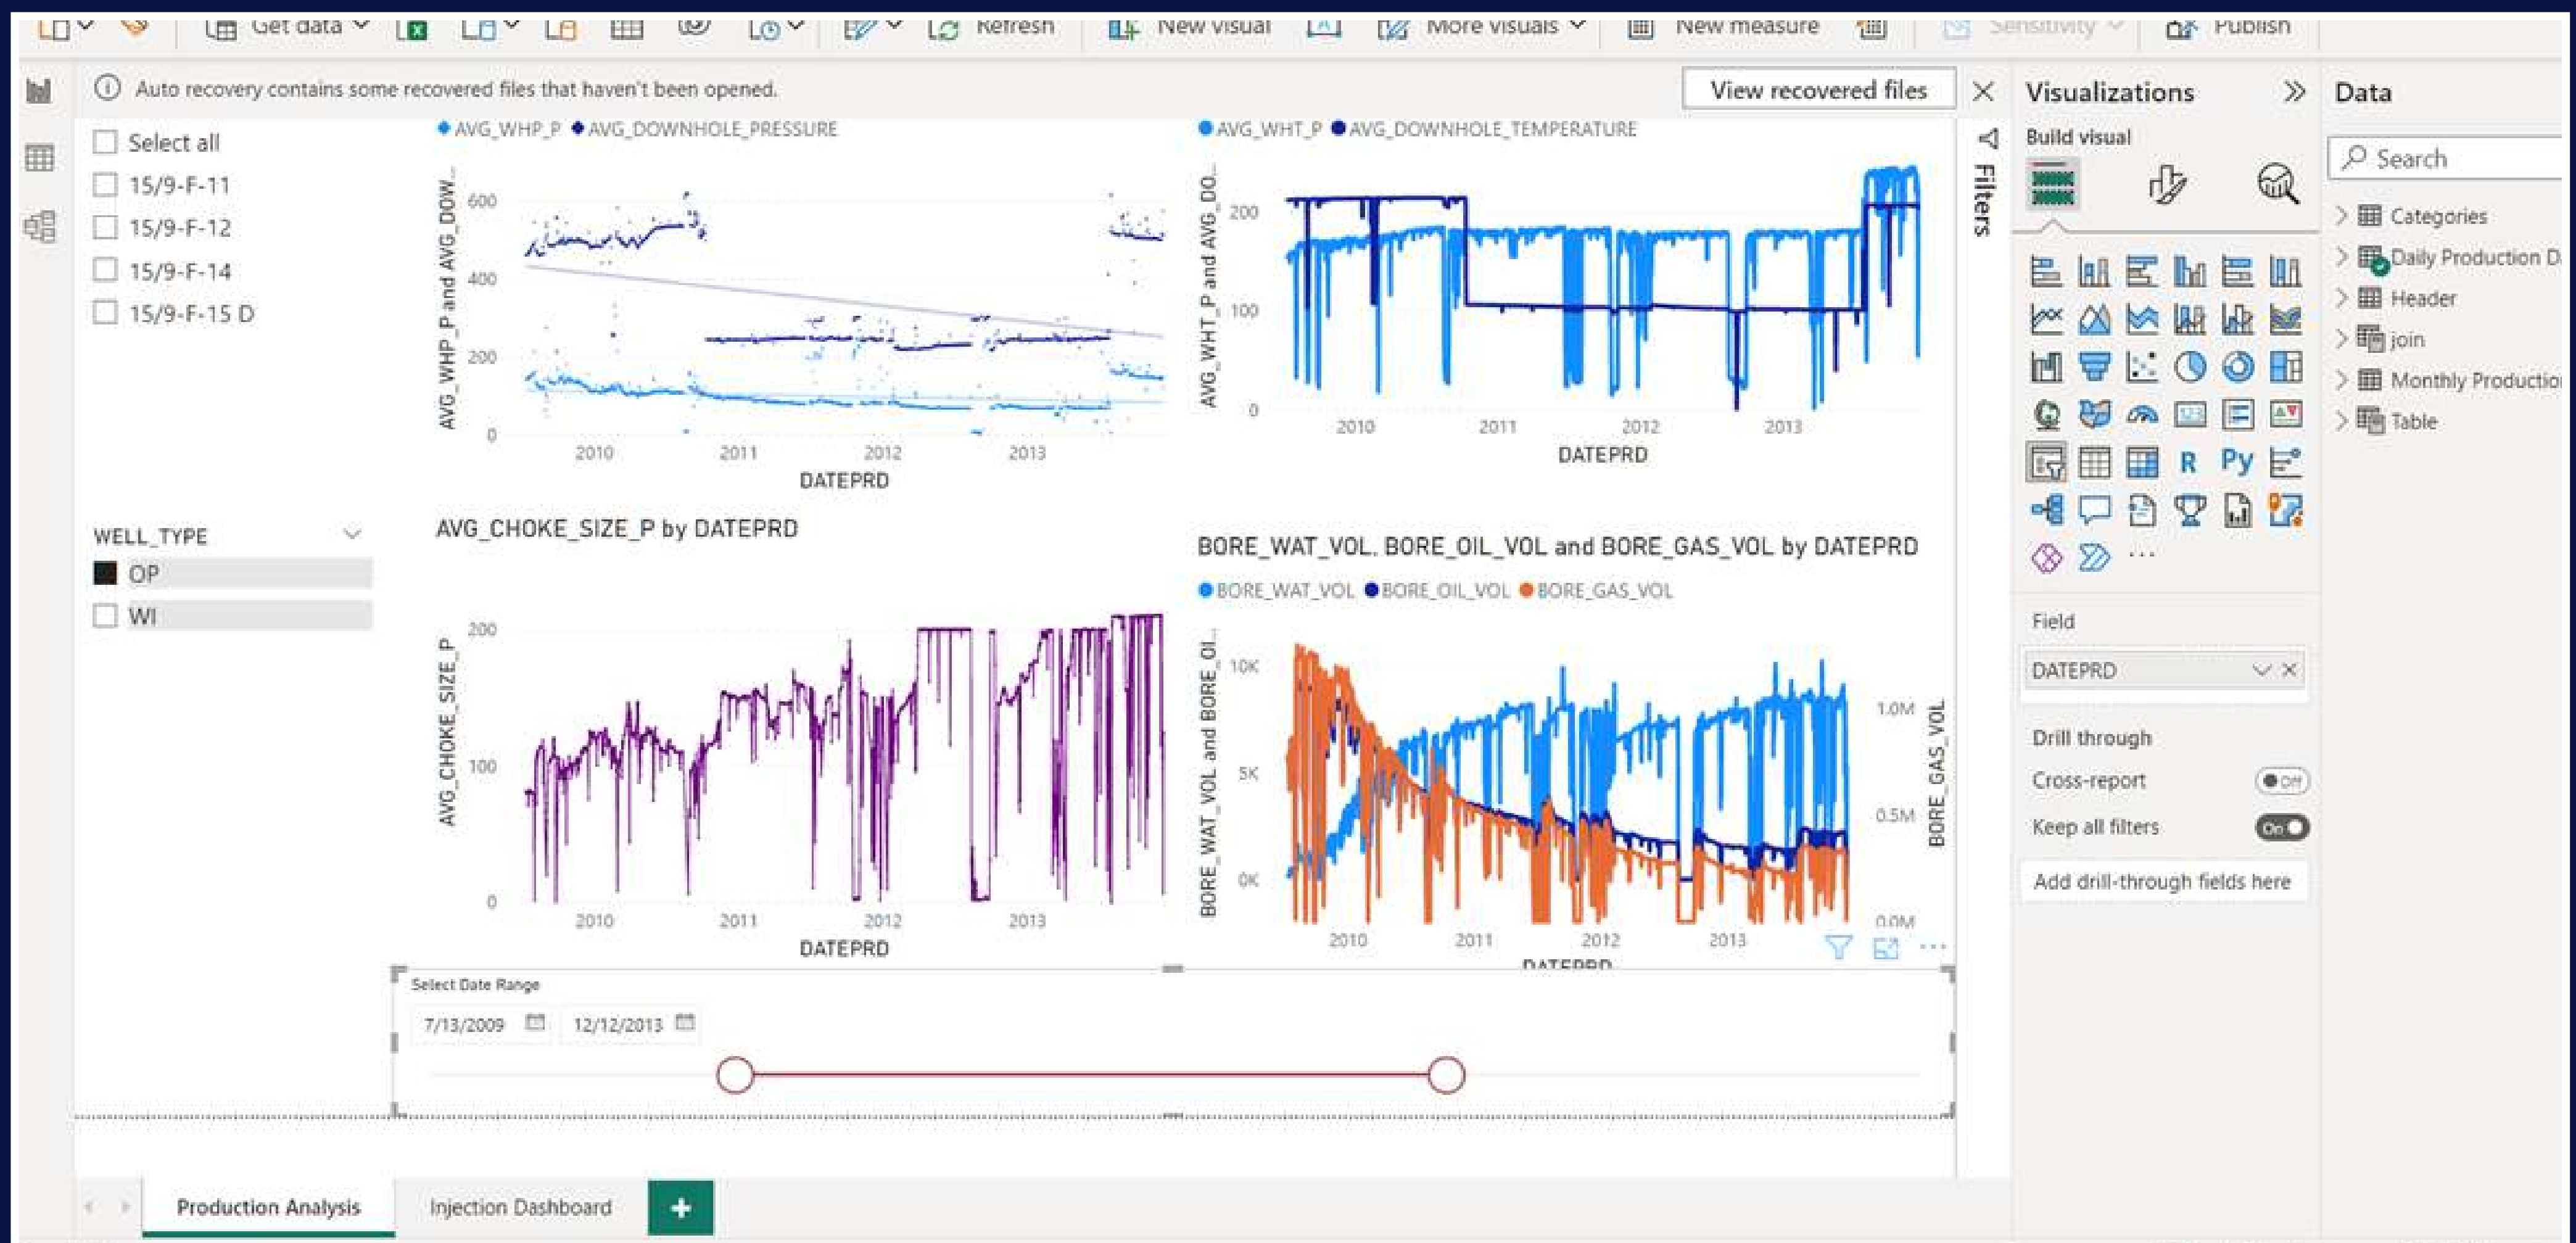 Get data
Refresh
New visual
More visuals
New measure
Sensitivity
Publish
Auto recovery contains some recovered files that haven't been opened.
View recovered files
Select all
15/9-F-11
15/9-F-12
15/9-F-14
15/9-F-15 D
WELL_TYPE
OP
WI
AVG_WHP_P AVG_DOWNHOLE_PRESSURE
AVG_WHP_P and AVG_DOW...
600
400
200
0
2010 2011 2012 2013
DATEPRD
AVG_WHT_P AVG_DOWNHOLE_TEMPERATURE
AVG_WHT_P and AVG_DO...
200
100
0
2010 2011 2012 2013
DATEPRD
AVG_CHOKE_SIZE_P by DATEPRD
AVG_CHOKE_SIZE_P
200
100
0
2010 2011 2012 2013
DATEPRD
BORE_WAT_VOL, BORE_OIL_VOL and BORE_GAS_VOL by DATEPRD
BORE_WAT_VOL BORE_OIL_VOL BORE_GAS_VOL
BORE_WAT_VOL and BORE_OI...
10K
5K
0K
1.0M
0.5M
0.0M
BORE_GAS_VOL
2010 2011 2012 2013
DATEPRD
Select Date Range
7/13/2009 12/12/2013
Filters
Visualizations
Build visual
R Py
123
Field
DATEPRD
Drill through
Cross-report Off
Keep all filters On
Add drill-through fields here
Data
Search
Categories
Daily Production D
Header
join
Monthly Productio
Table
Production Analysis Injection Dashboard +